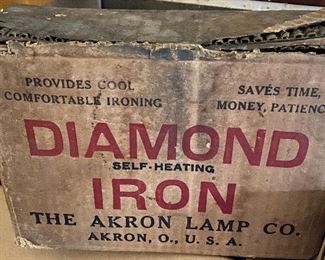 PROVIDES COOL
COMFORTABLE IRONING
SAVES TIME,
MONEY, PATIENC
DIAMOND
SELF-HEATING
IRON
THE AKRON LAMP CO.
AKRON, O., U. S. A.